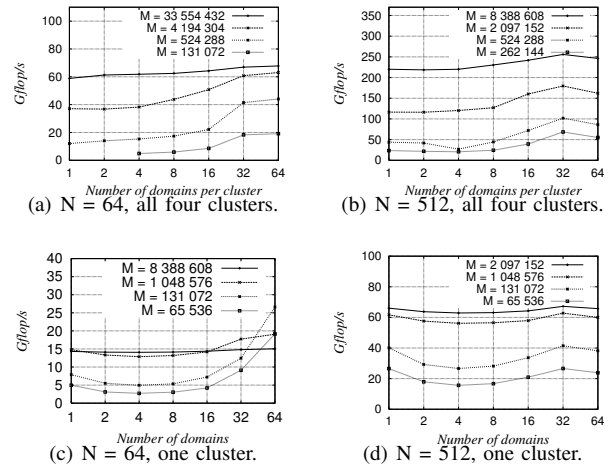 M = 33 554 432
M = 4 194 304
M = 524 288
M = 131 072
Gflop/s
100
80
60
40
20
0
1 2 4 8 16 32 64
Number of domains per cluster
(a) N = 64, all four clusters.
M = 8 388 608
M = 2 097 152
M = 524 288
M = 262 144
Gflop/s
350
300
250
200
150
100
50
0
1 2 4 8 16 32 64
Number of domains per cluster
(b) N = 512, all four clusters.
M = 8 388 608
M = 1 048 576
M = 131 072
M = 65 536
Gflop/s
40
35
30
25
20
15
10
5
0
1 2 4 8 16 32 64
Number of domains
(c) N = 64, one cluster.
M = 2 097 152
M = 1 048 576
M = 131 072
M = 65 536
Gflop/s
100
80
60
40
20
0
1 2 4 8 16 32 64
Number of domains
(d) N = 512, one cluster.